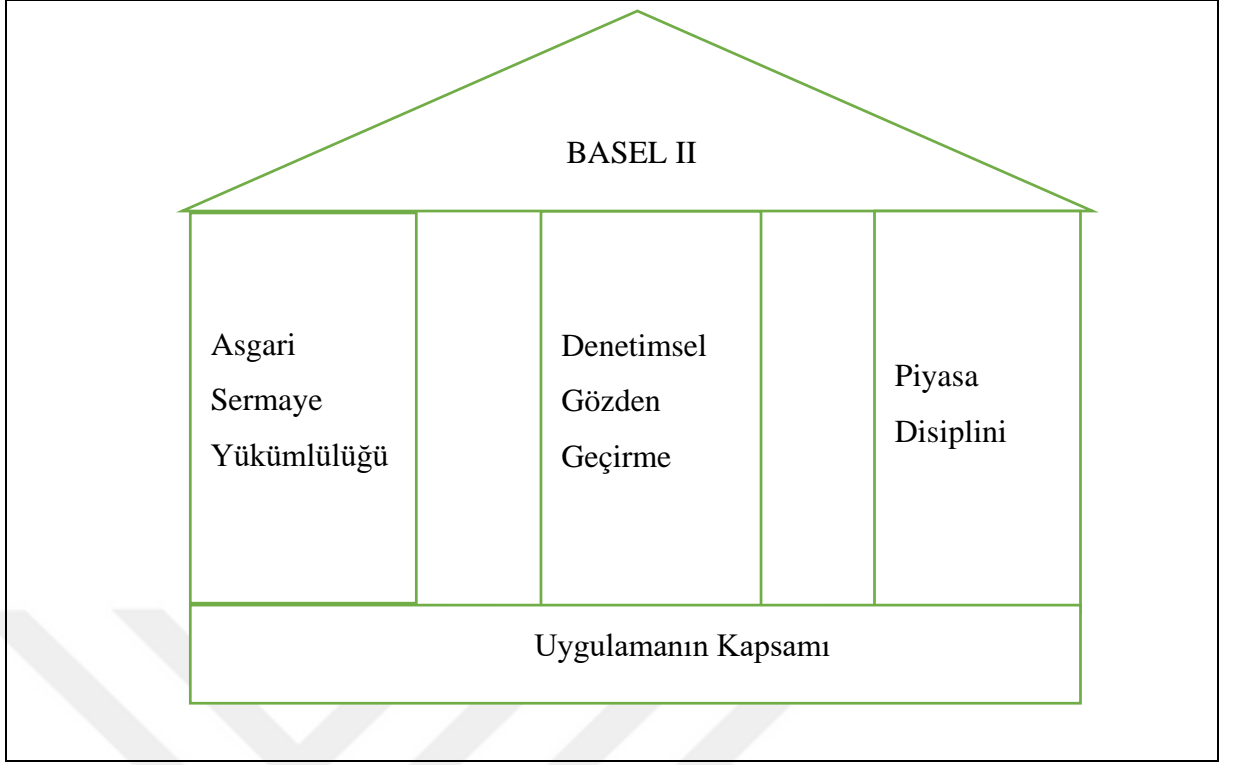 BASEL II
Asgari
Sermaye
Yükümlülüğü
Denetimsel
Gözden
Geçirme
Piyasa
Disiplini
Uygulamanın Kapsamı